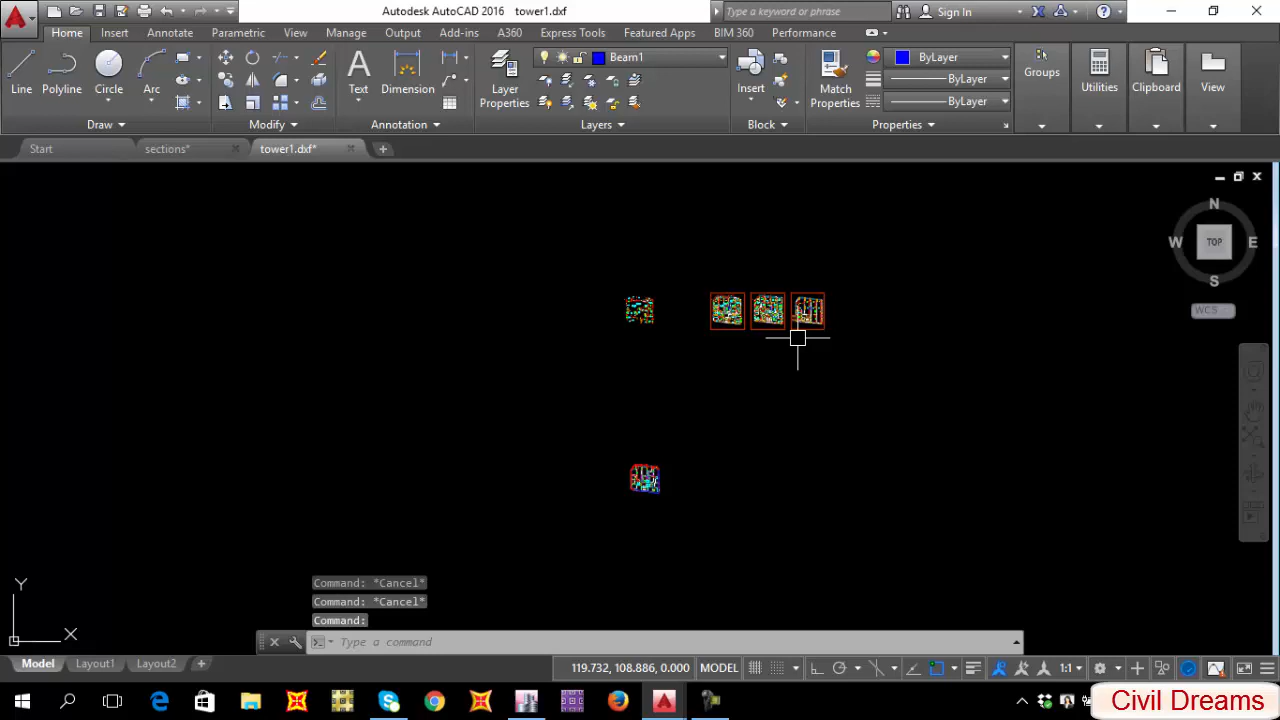 Autodesk AutoCAD 2016 tower1.dxf
Type a keyword or phrase
Sign In
Home Insert Annotate Parametric View Manage Output Add-ins A360 Express Tools Featured Apps BIM 360 Performance
Line
Polyline
Circle
Arc
Text
Dimension
Layer
Properties
Beam1
Insert
Match
Properties
ByLayer
ByLayer
ByLayer
Groups
Utilities
Clipboard
View
Draw
Modify
Annotation
Layers
Block
Properties
Start
sections*
tower1.dxf*
N
W
TOP
E
S
WCS
Y
X
Command: *Cancel*
Command: *Cancel*
Command:
Type a command
Model Layout1 Layout2
119.732, 108.886, 0.000 MODEL
1:1
Civil Dreams